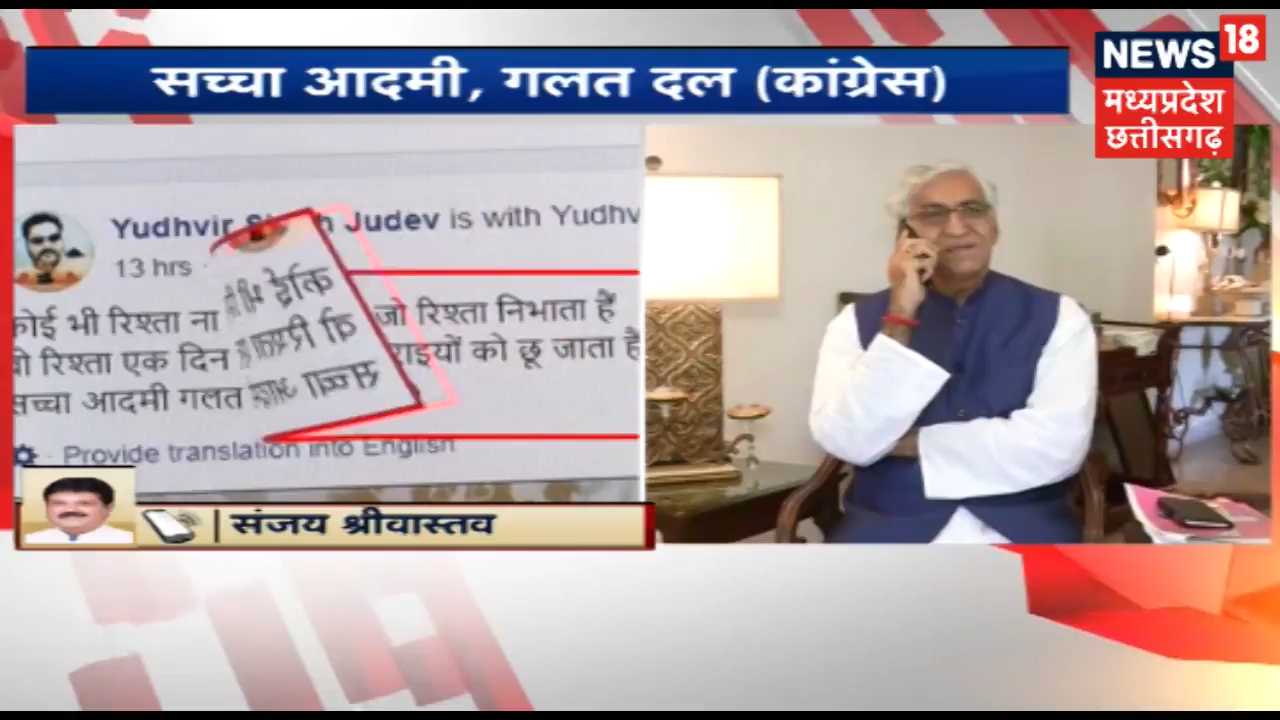 सच्चा आदमी, गलत दल (कांग्रेस)
NEWS 18
मध्यप्रदेश
छत्तीसगढ़
Yudhvir Judev is with Yudhv
13 hrs
कोई भी रिश्ता ना जो रिश्ता निभाता हैं
वो रिश्ता एक दिन राइयों को छू जाता है
सच्चा आदमी गलत
Provide translation into English
संजय श्रीवास्तव